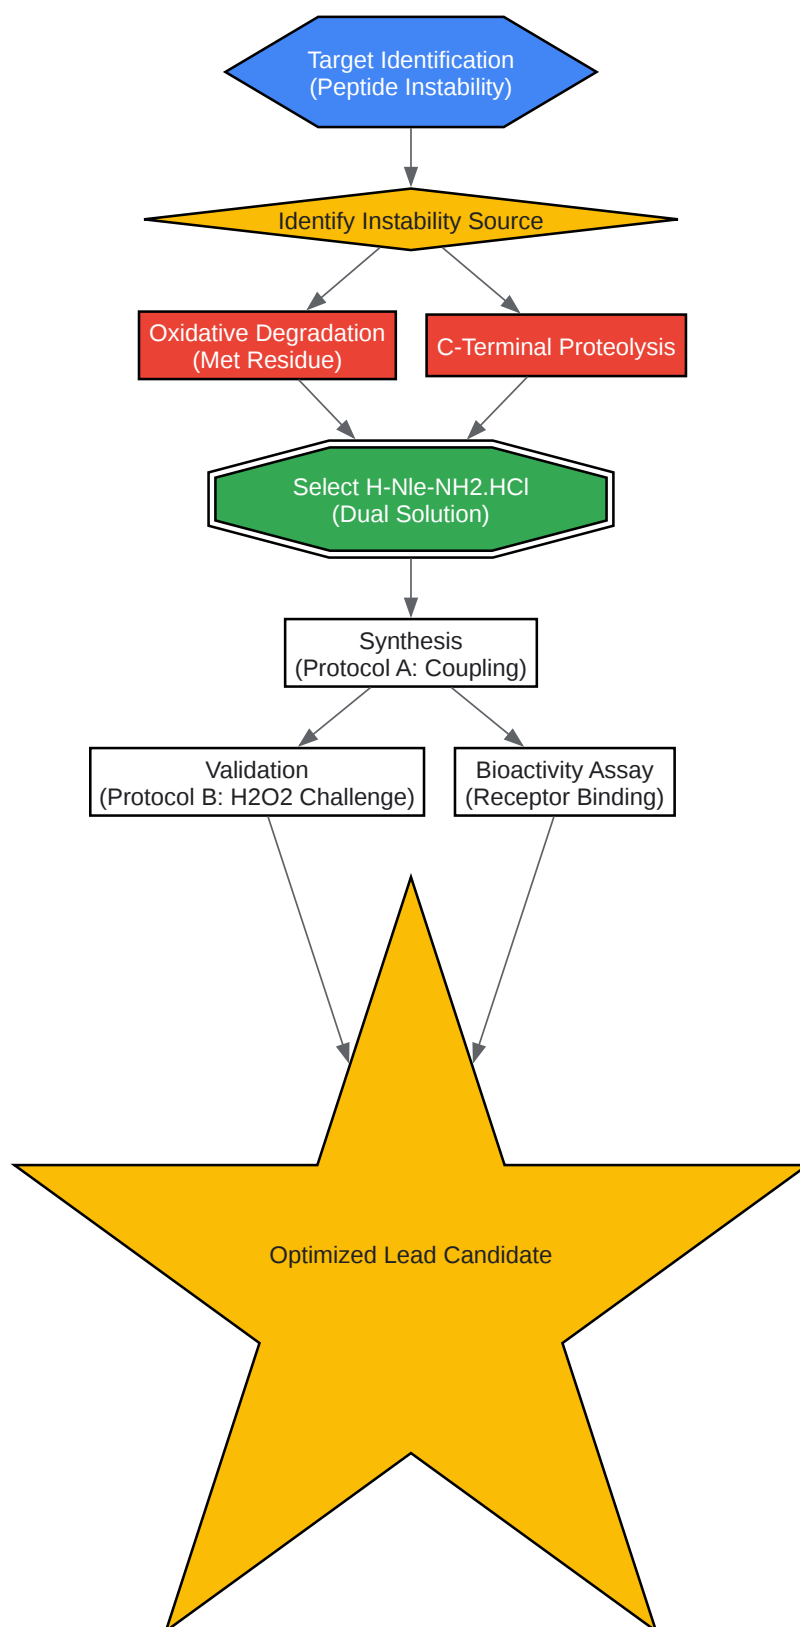 Target Identification
(Peptide Instability)
Identify Instability Source
Oxidative Degradation
(Met Residue)
C-Terminal Proteolysis
Select H-Nle-NH2.HCl
(Dual Solution)
Synthesis
(Protocol A: Coupling)
Validation
(Protocol B: H2O2 Challenge)
Bioactivity Assay
(Receptor Binding)
Optimized Lead Candidate